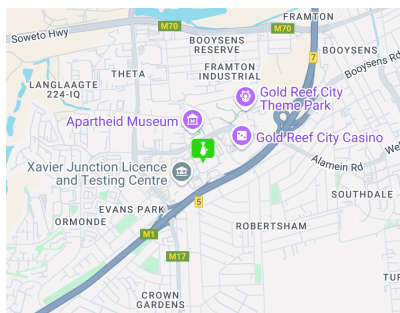 FRAMTON
Soweto Hwy
M70
M70
BOOYSENS
RESERVE
7
BOOYSENS
THETA
FRAMTON
INDUSTRIAL
Booysens Rd
LANGLAAGTE
224-IQ
Gold Reef City
Theme Park
Apartheid Museum
Gold Reef City Casino
Xavier Junction Licence
and Testing Centre
Alamein Rd
SOUTHDALE
EVANS PARK
5
ORMONDE
ROBERTSHAM
M1
M17
CROWN
GARDENS